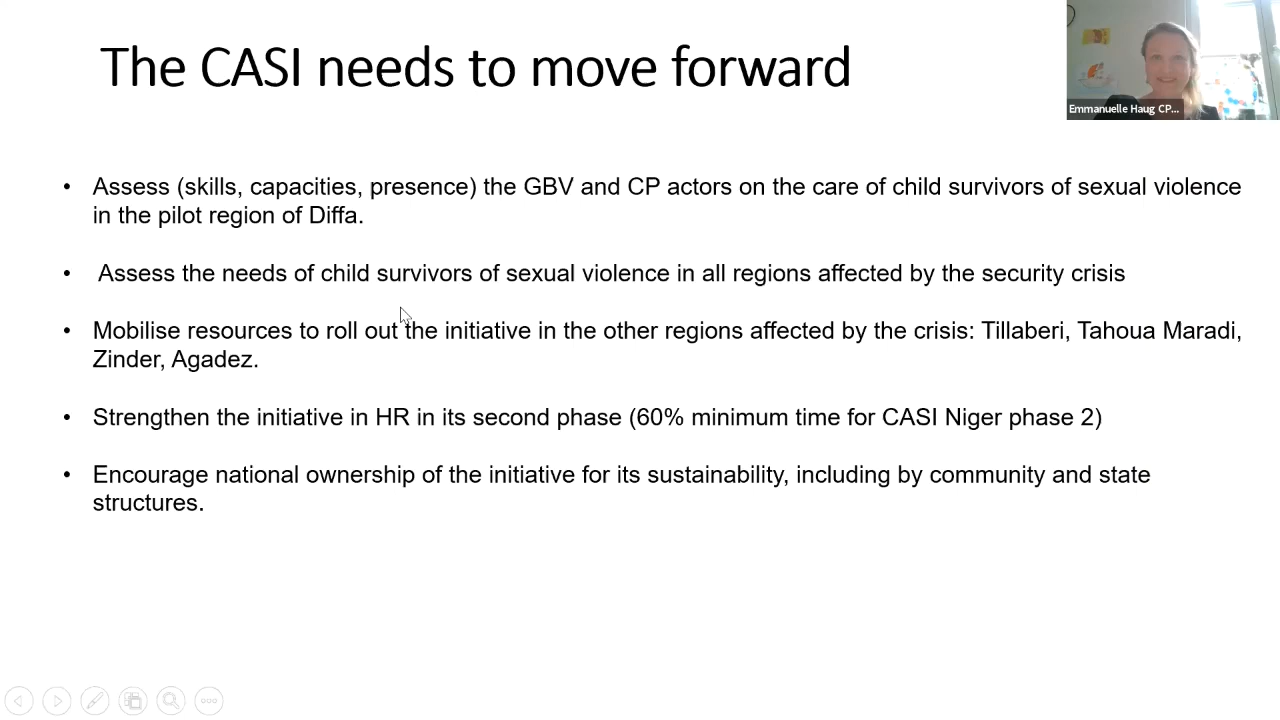 The CASI needs to move forward
Emmanuelle Haug CP...
• Assess (skills, capacities, presence) the GBV and CP actors on the care of child survivors of sexual violence
in the pilot region of Diffa.
• Assess the needs of child survivors of sexual violence in all regions affected by the security crisis
• Mobilise resources to roll out the initiative in the other regions affected by the crisis: Tillaberi, Tahoua Maradi,
Zinder, Agadez.
• Strengthen the initiative in HR in its second phase (60% minimum time for CASI Niger phase 2)
• Encourage national ownership of the initiative for its sustainability, including by community and state
structures.